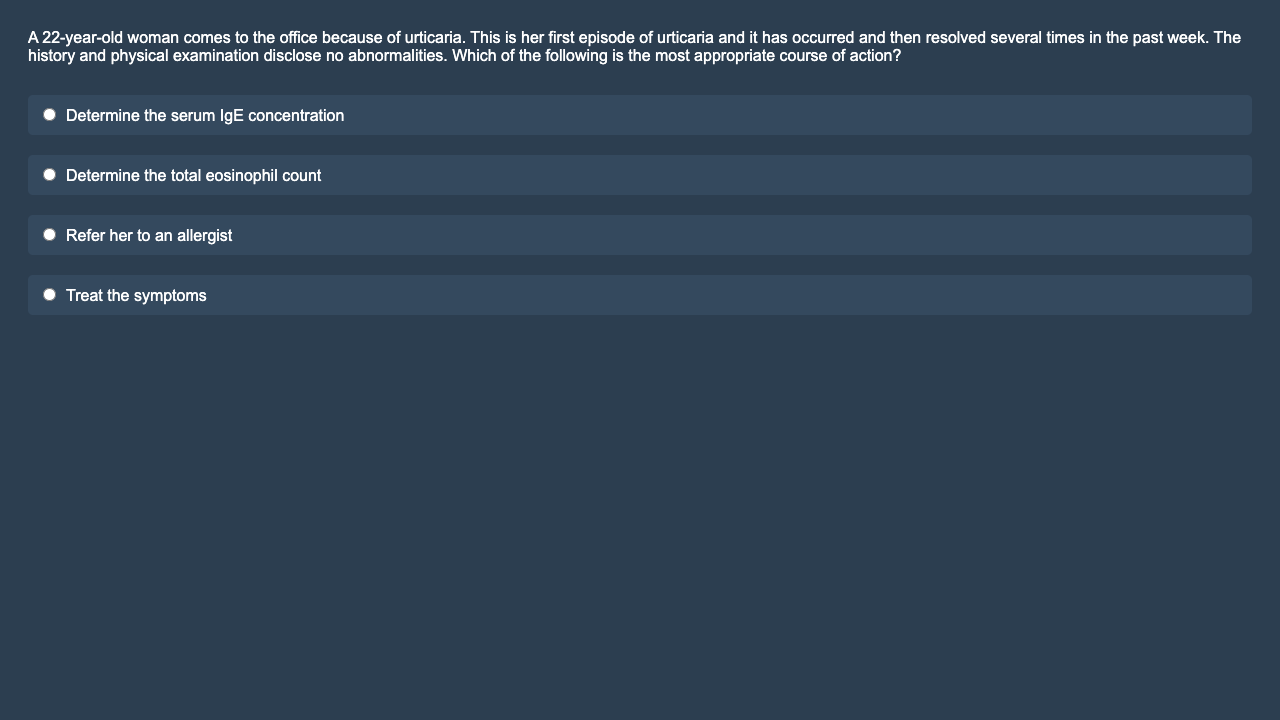 A 22-year-old woman comes to the office because of urticaria. This is her first episode of urticaria and it has occurred and then resolved several times in the past week. The
history and physical examination disclose no abnormalities. Which of the following is the most appropriate course of action?
Determine the serum IgE concentration
Determine the total eosinophil count
Refer her to an allergist
Treat the symptoms